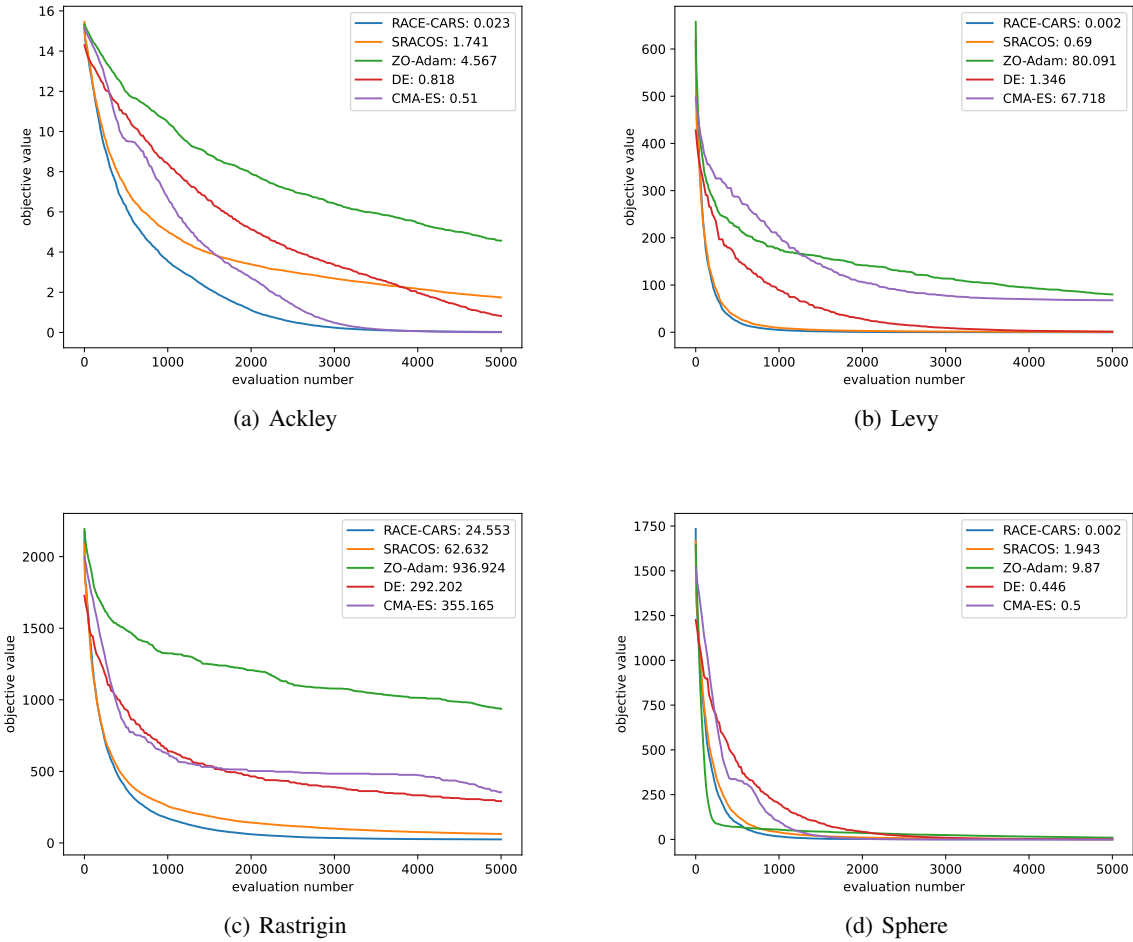 16
14
12
10
8
6
4
2
0
objective value
RACE-CARS: 0.023
SRACOS: 1.741
ZO-Adam: 4.567
DE: 0.818
CMA-ES: 0.51
0 1000 2000 3000 4000 5000
evaluation number
(a) Ackley
600
500
400
300
200
100
0
objective value
RACE-CARS: 0.002
SRACOS: 0.69
ZO-Adam: 80.091
DE: 1.346
CMA-ES: 67.718
0 1000 2000 3000 4000 5000
evaluation number
(b) Levy
2000
1500
1000
500
0
objective value
RACE-CARS: 24.553
SRACOS: 62.632
ZO-Adam: 936.924
DE: 292.202
CMA-ES: 355.165
0 1000 2000 3000 4000 5000
evaluation number
(c) Rastrigin
1750
1500
1250
1000
750
500
250
0
objective value
RACE-CARS: 0.002
SRACOS: 1.943
ZO-Adam: 9.87
DE: 0.446
CMA-ES: 0.5
0 1000 2000 3000 4000 5000
evaluation number
(d) Sphere